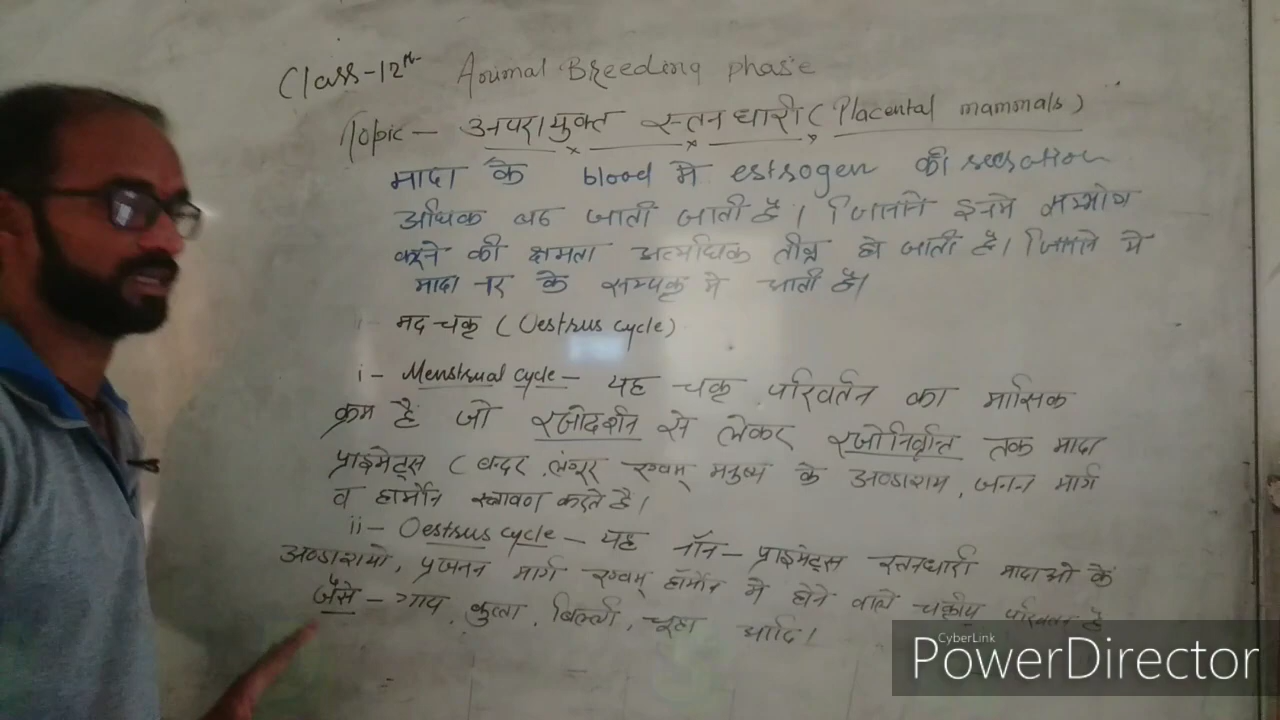 Class-12th Animal Breeding phase
Topic - अपरायुक्त स्तनधारी ( Placental mammals )
मादा के blood मे estrogen की
अधिक बढ जाती जाती है । जिससे इनमे सम्भोग
करने की क्षमता अत्यधिक तीव्र हो जाती है। जिससे मे
मादा नर के सम्पक्र मे आती है।
मद चक्र ( Oestrus cycle )
i - Menstrual cycle - यह चक्र परिवर्तन का मासिक
क्रम है जो रजोदर्शन से लेकर रजोनिर्वृत्ति तक मादा
प्राइमेट्स ( बन्दर , लंगूर एवम् मनुष्य के अण्डाशय , जनन मार्ग
व हार्मोन स्त्रावण करते है ।
ii - Oestrus cycle - यह नॉन - प्राइमेट्स स्तनधारी मादाओ के
अण्डाशयो , प्रजनन मार्ग एवम् हॉर्मोन मे होने वाले चक्रीय परिवर्तन है
जैसे - गाय , कुत्ता , बिल्ली , चूहा आदि ।
CyberLink
PowerDirector